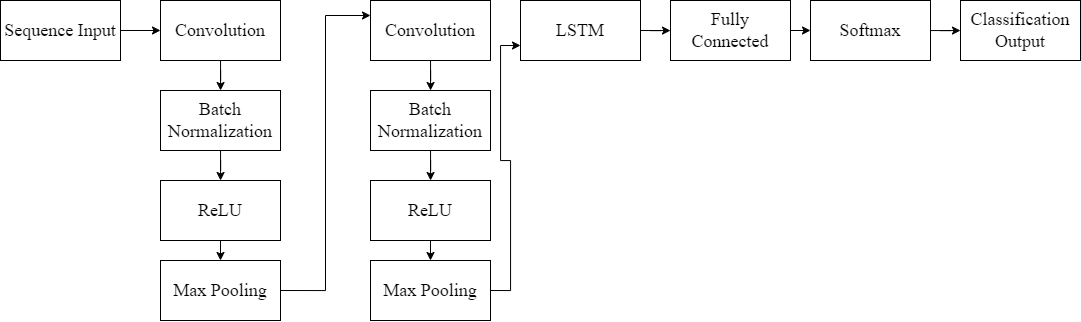 Sequence Input
Convolution
Batch
Normalization
ReLU
Max Pooling
Convolution
Batch
Normalization
ReLU
Max Pooling
LSTM
Fully
Connected
Softmax
Classification
Output